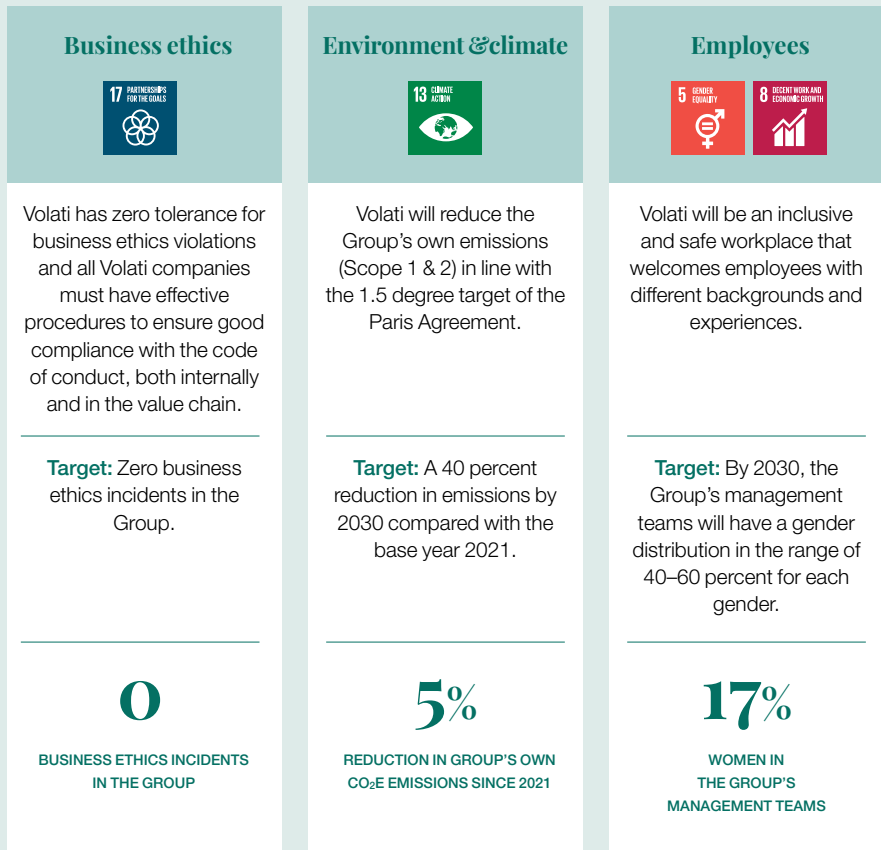 Business ethics
17 PARTNERSHIPS
FOR THE GOALS
Volati has zero tolerance for
business ethics violations
and all Volati companies
must have effective
procedures to ensure good
compliance with the code
of conduct, both internally
and in the value chain.
Target: Zero business
ethics incidents in the
Group.
0
BUSINESS ETHICS INCIDENTS
IN THE GROUP
Environment & climate
13 CLIMATE
ACTION
Volati will reduce the
Group's own emissions
(Scope 1 & 2) in line with
the 1.5 degree target of the
Paris Agreement.
Target: A 40 percent
reduction in emissions by
2030 compared with the
base year 2021.
5%
REDUCTION IN GROUP'S OWN
CO₂E EMISSIONS SINCE 2021
Employees
5 GENDER
EQUALITY
8 DECENT WORK AND
ECONOMIC GROWTH
Volati will be an inclusive
and safe workplace that
welcomes employees with
different backgrounds and
experiences.
Target: By 2030, the
Group's management
teams will have a gender
distribution in the range of
40–60 percent for each
gender.
17%
WOMEN IN
THE GROUP'S
MANAGEMENT TEAMS